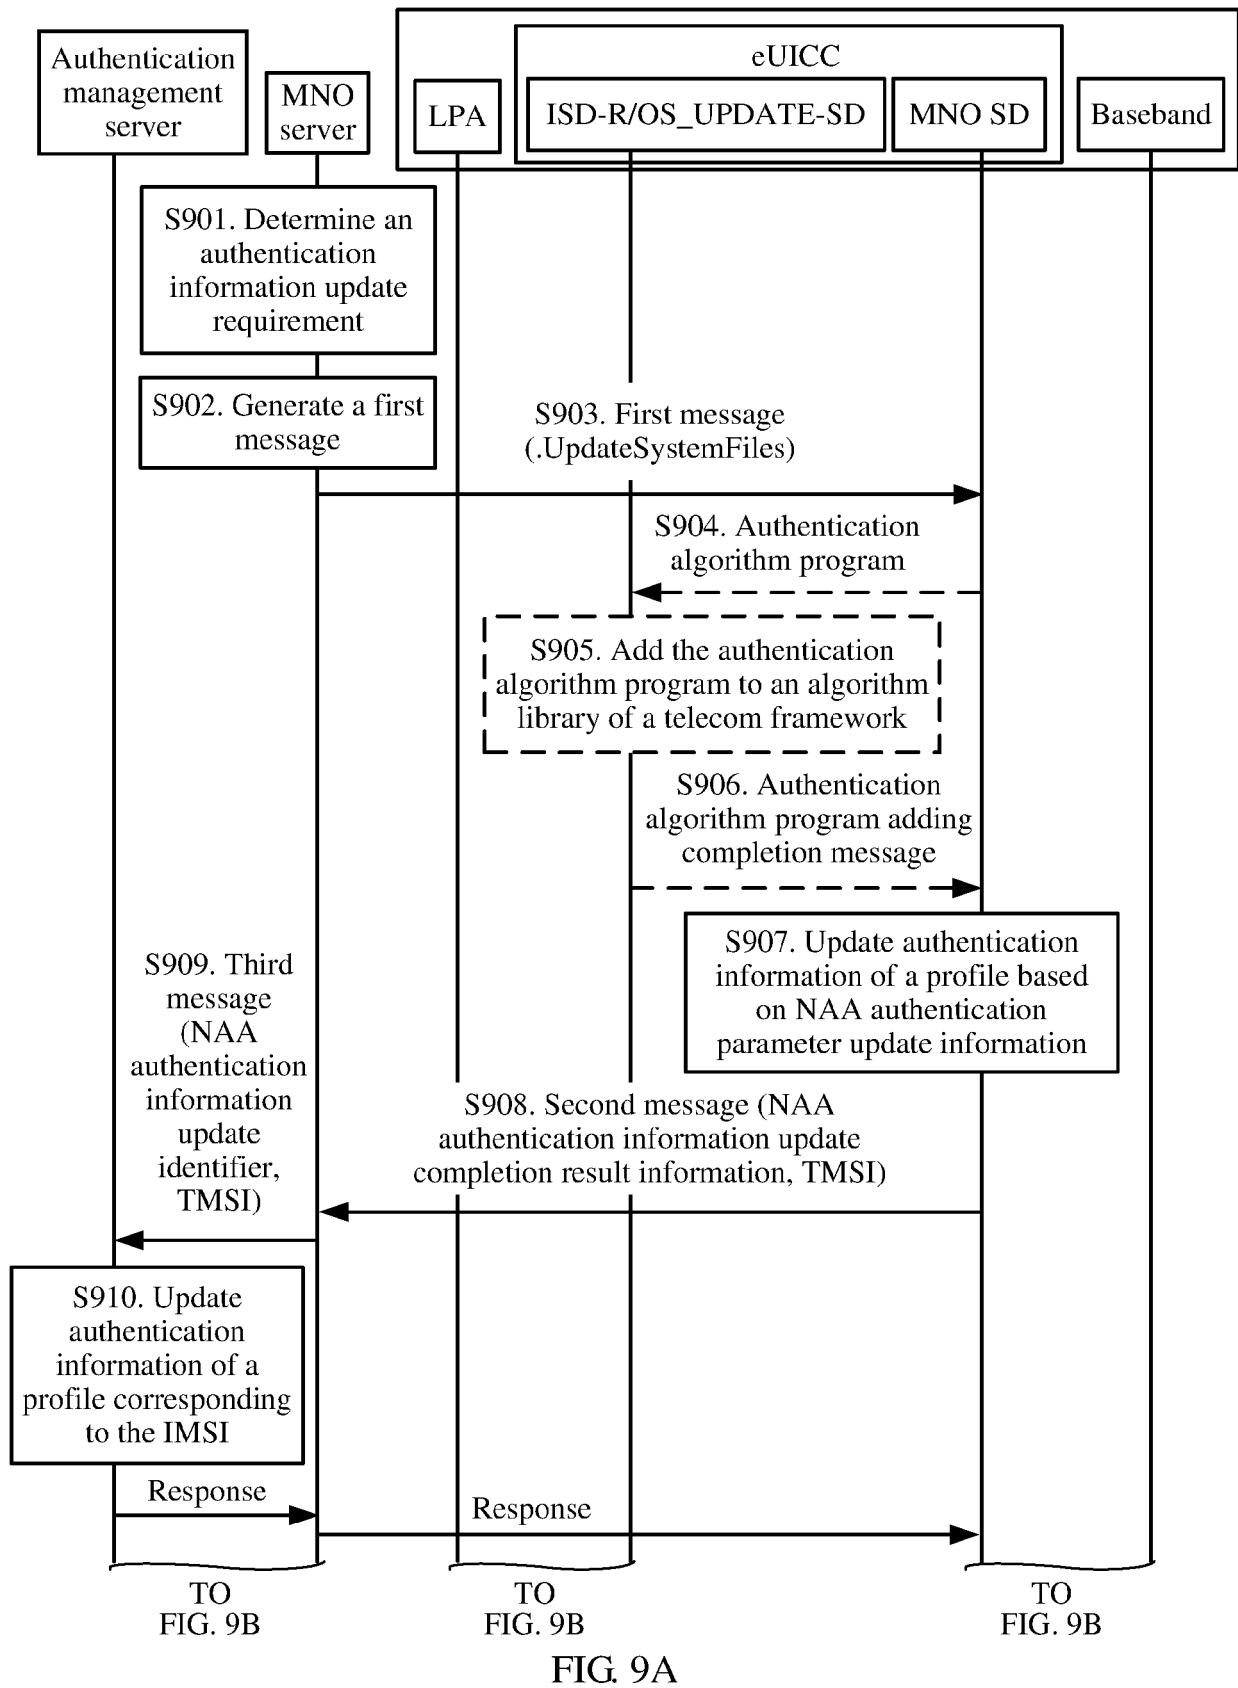 Authentication
management
server
MNO
server
LPA
eUICC
ISD-R/OS_UPDATE-SD
MNO SD
Baseband
S901. Determine an
authentication
information update
requirement
S902. Generate a first
message
S903. First message
(.UpdateSystemFiles)
S904. Authentication
algorithm program
S905. Add the authentication
algorithm program to an algorithm
library of a telecom framework
S906. Authentication
algorithm program adding
completion message
S907. Update authentication
information of a profile based
on NAA authentication
parameter update information
S908. Second message (NAA
authentication information update
completion result information, TMSI)
S909. Third
message
(NAA
authentication
information
update
identifier,
TMSI)
S910. Update
authentication
information of a
profile corresponding
to the IMSI
Response
Response
TO
FIG. 9B
TO
FIG. 9B
TO
FIG. 9B
FIG. 9A